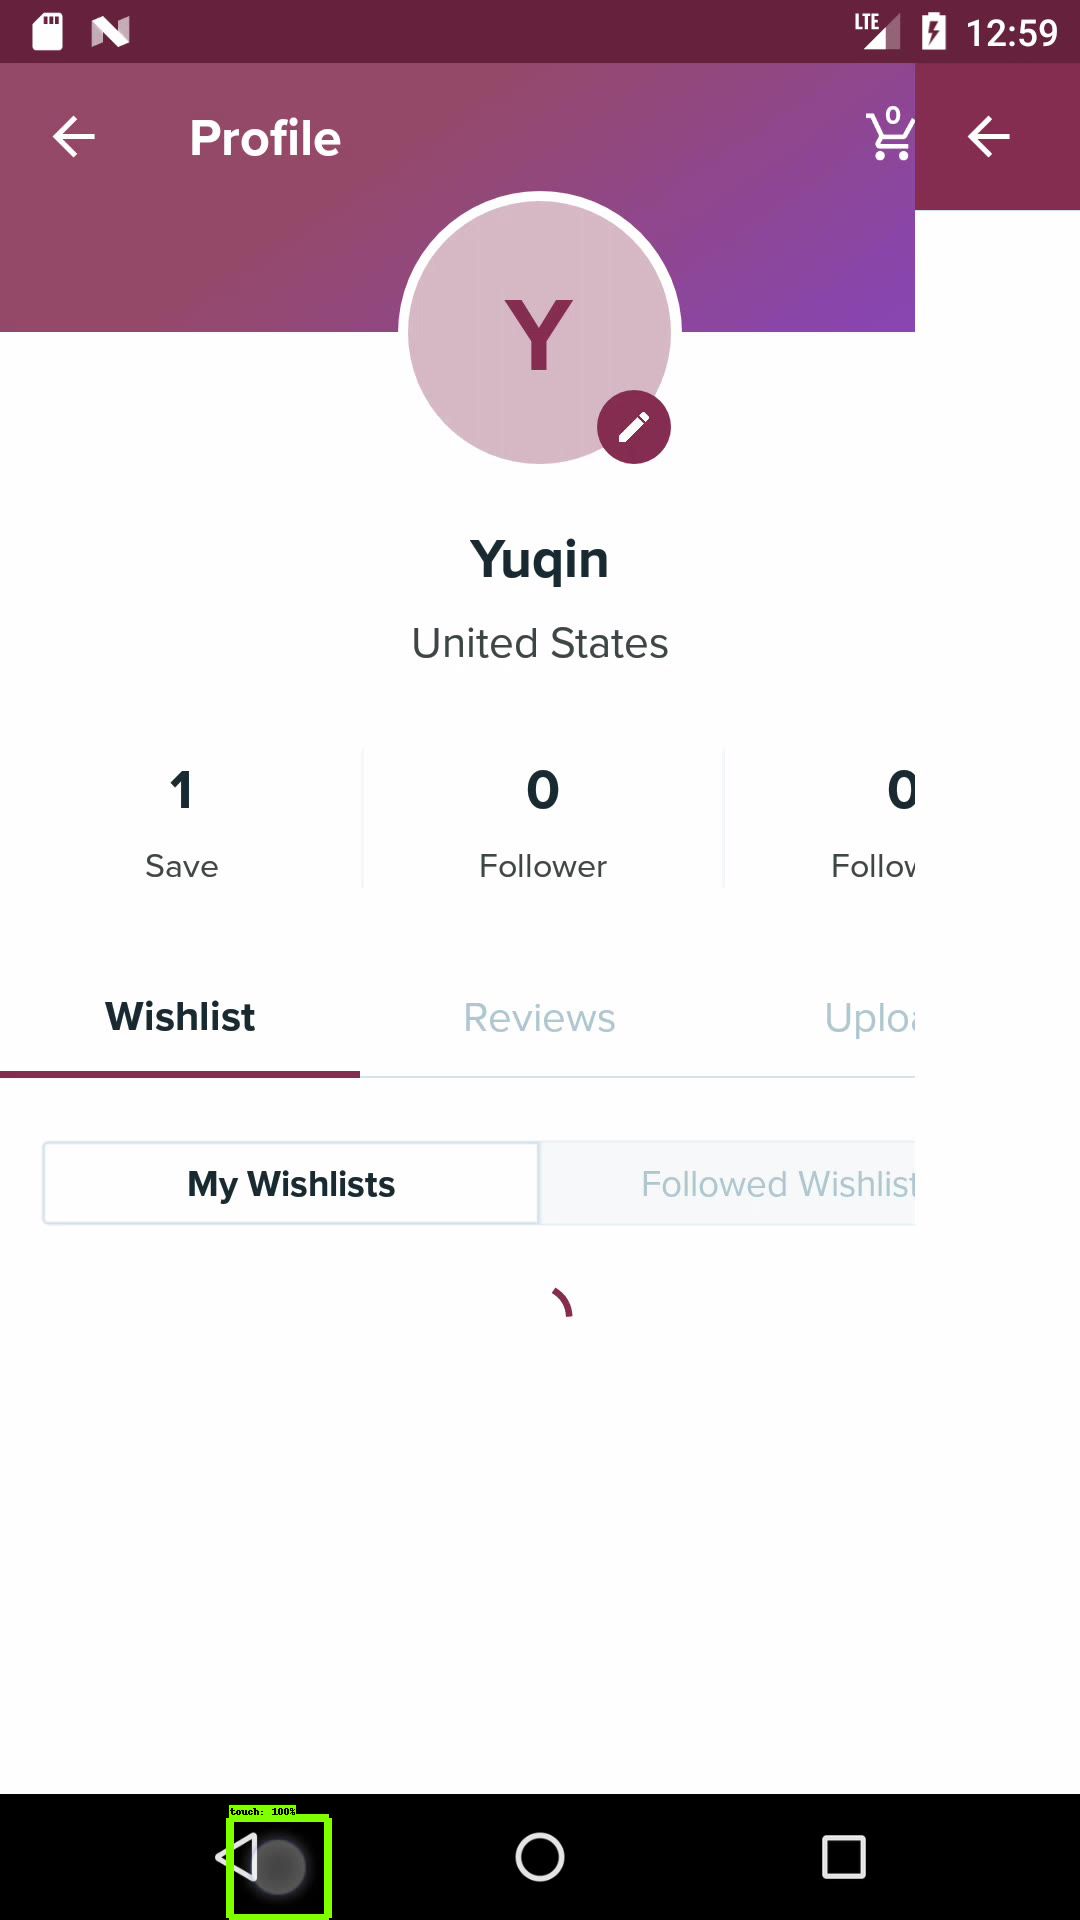 LTE 12:59
Profile
0
Y
Yuqin
United States
1 0 0
Save Follower Follow
Wishlist Reviews Uploa
My Wishlists Followed Wishlist
touch: 100%